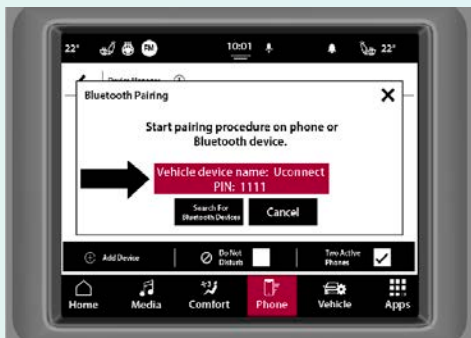 22° FM 10:01 22°
Device Manager
Bluetooth Pairing X
Start pairing procedure on phone or
Bluetooth device.
Vehicle device name: Uconnect
PIN: 1111
Search For
Bluetooth Devices
Cancel
Add Device
Do Not
Disturb
Two Active
Phones
Home Media Comfort Phone Vehicle Apps